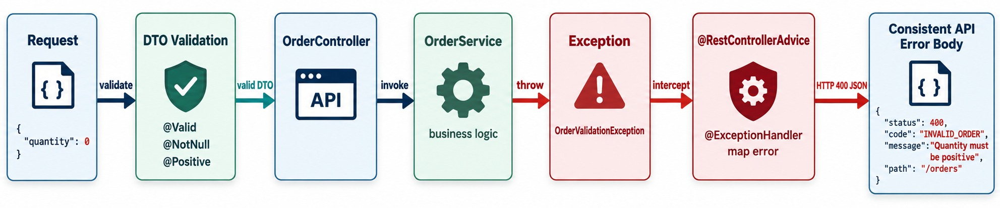 Request
{ }
{
"quantity": 0
}
validate
DTO Validation
@Valid
@NotNull
@Positive
valid DTO
OrderController
API
invoke
OrderService
business logic
throw
Exception
!
OrderValidationException
intercept
@RestControllerAdvice
@ExceptionHandler
map error
HTTP 400 JSON
Consistent API
Error Body
{ }
{
"status": 400,
"code": "INVALID_ORDER",
"message":"Quantity must
be positive",
"path": "/orders"
}